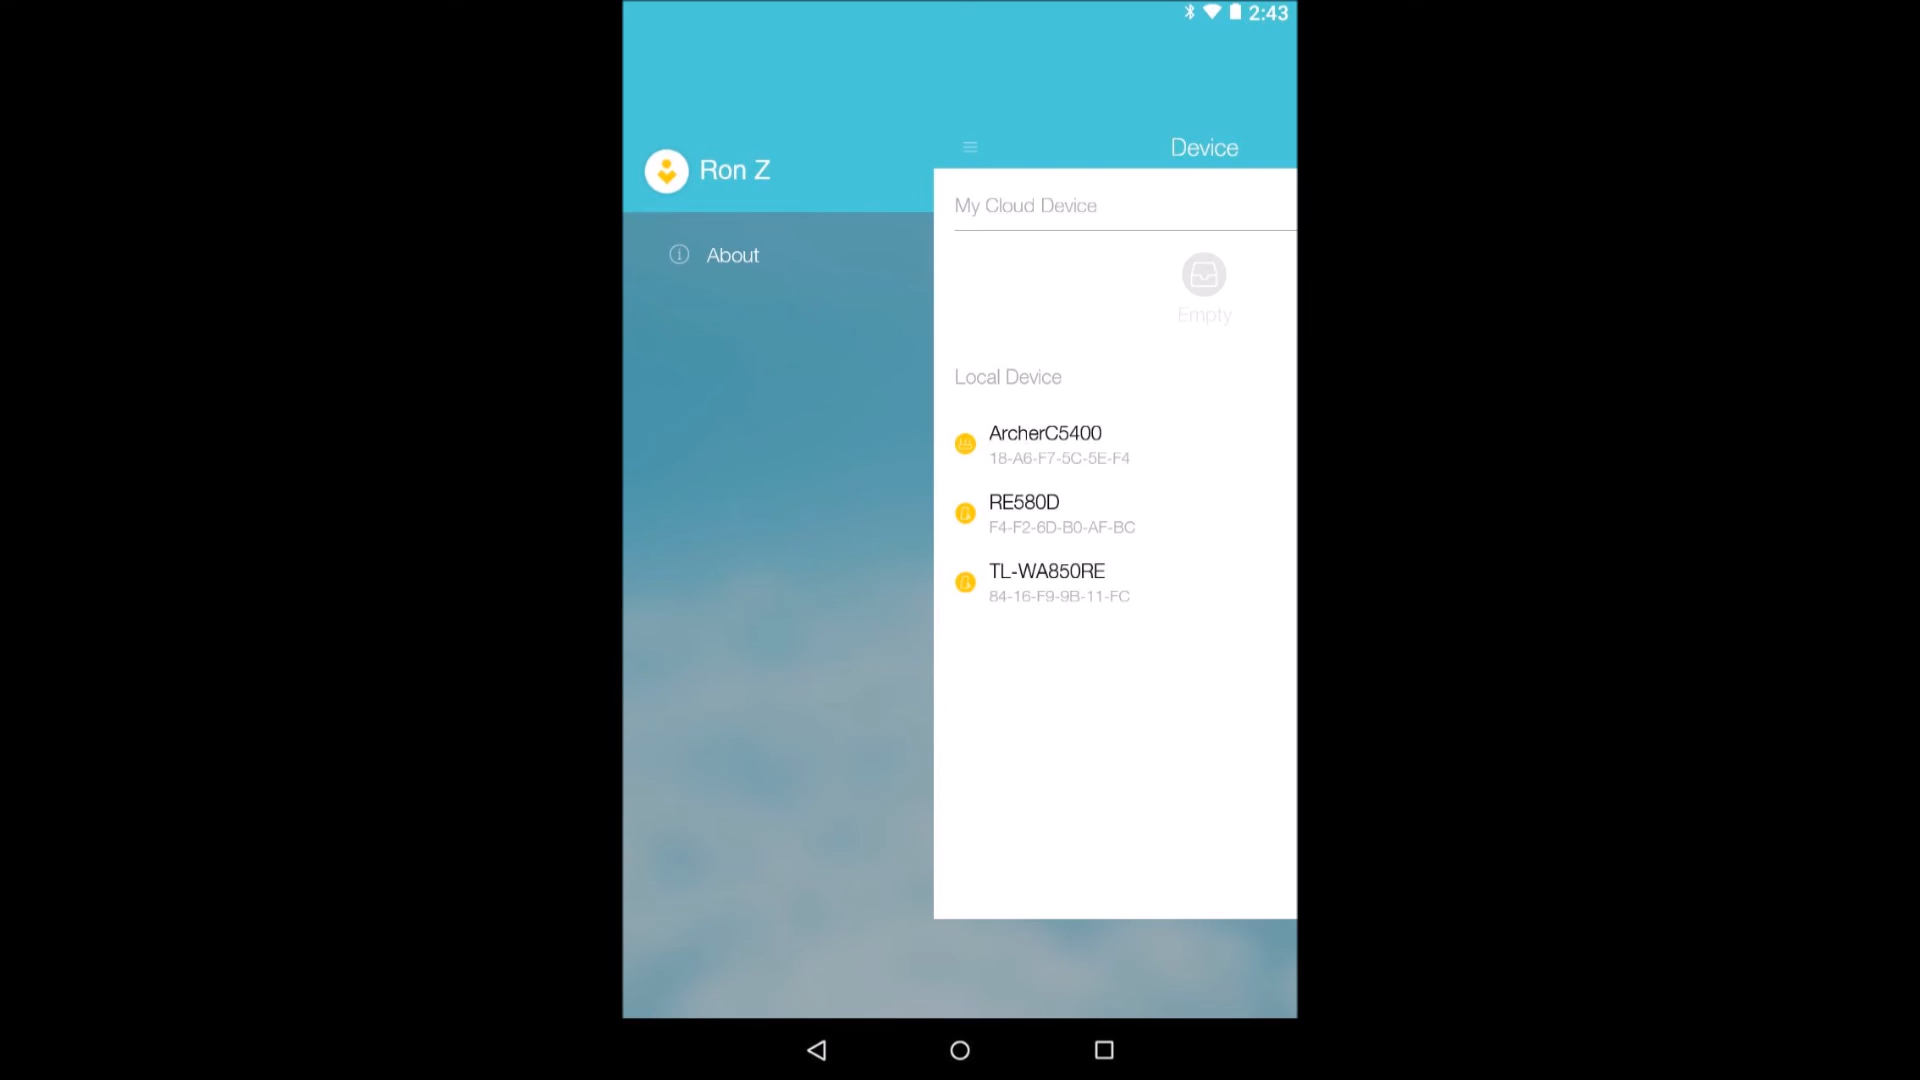 2:43
Ron Z
About
Device
My Cloud Device
Empty
Local Device
ArcherC5400
18-A6-F7-5C-5E-F4
RE580D
F4-F2-6D-B0-AF-BC
TL-WA850RE
84-16-F9-9B-11-FC